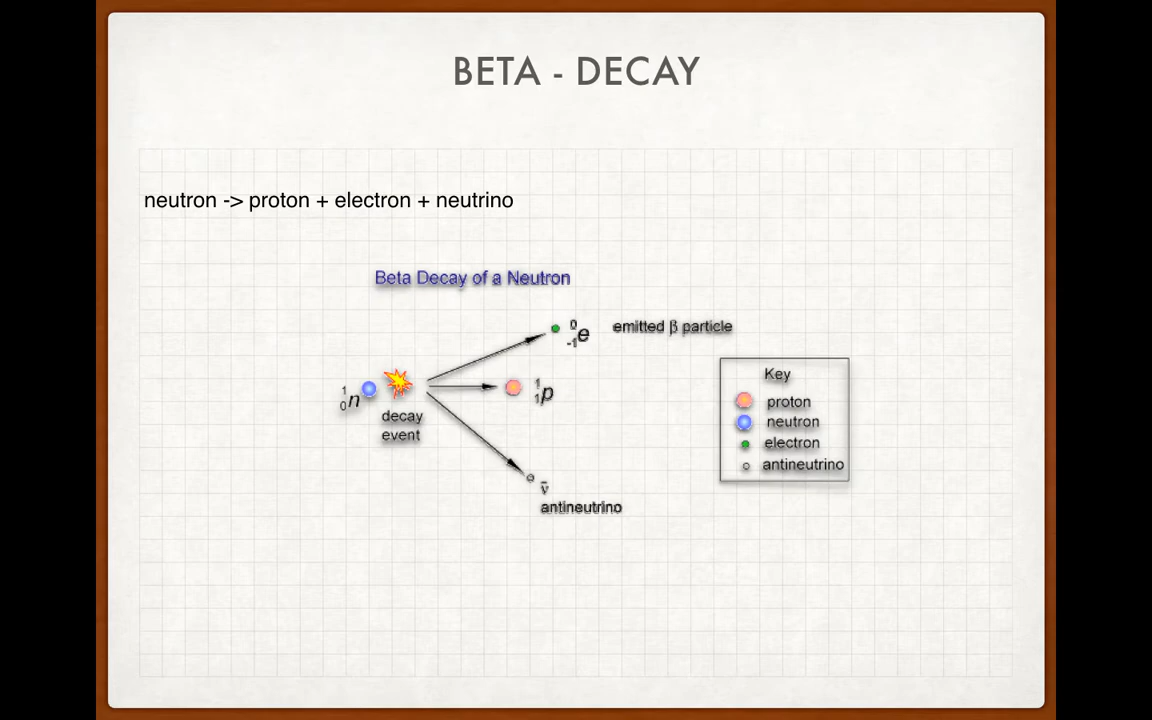 BETA - DECAY
neutron -> proton + electron + neutrino
Beta Decay of a Neutron
0
-1e emitted β particle
1
0n
decay
event
1
1p
ν̄
antineutrino
Key
proton
neutron
electron
antineutrino